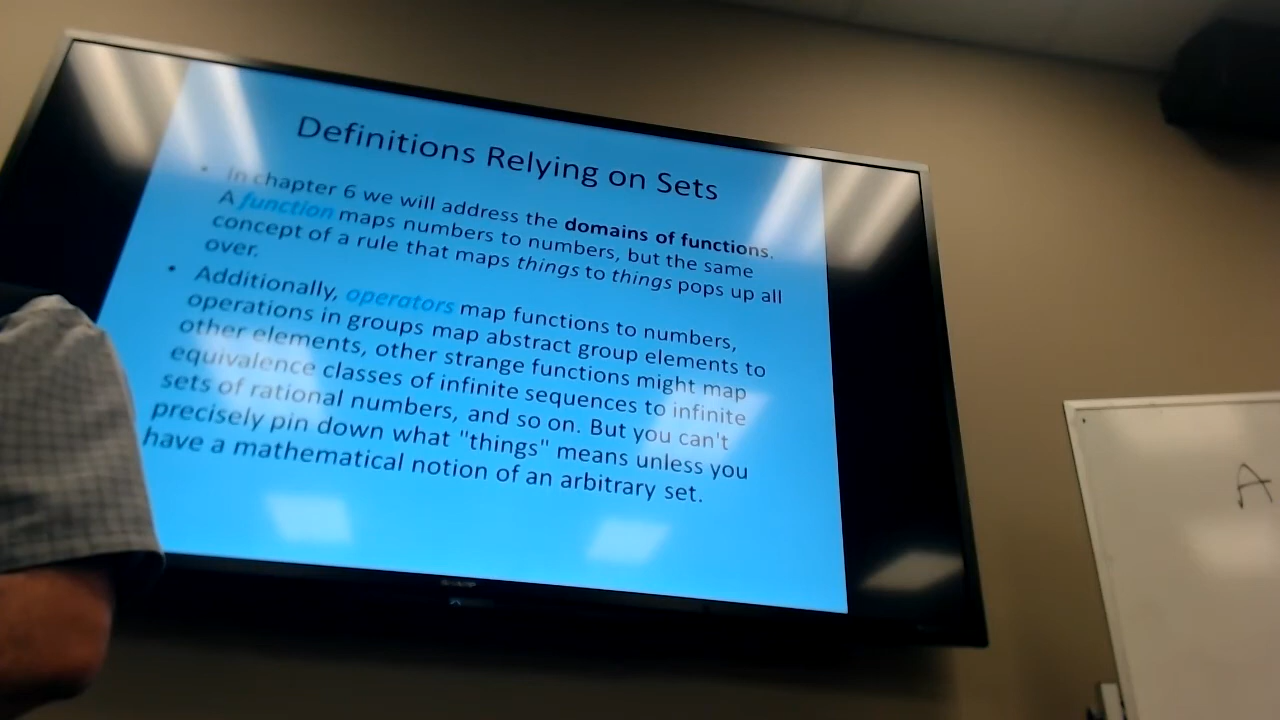 Definitions Relying on Sets
• In chapter 6 we will address the domains of functions.
A function maps numbers to numbers, but the same
concept of a rule that maps things to things pops up all
over.
• Additionally, operators map functions to numbers,
operations in groups map abstract group elements to
other elements, other strange functions might map
equivalence classes of infinite sequences to infinite
sets of rational numbers, and so on. But you can't
precisely pin down what "things" means unless you
have a mathematical notion of an arbitrary set.
SHARP
A